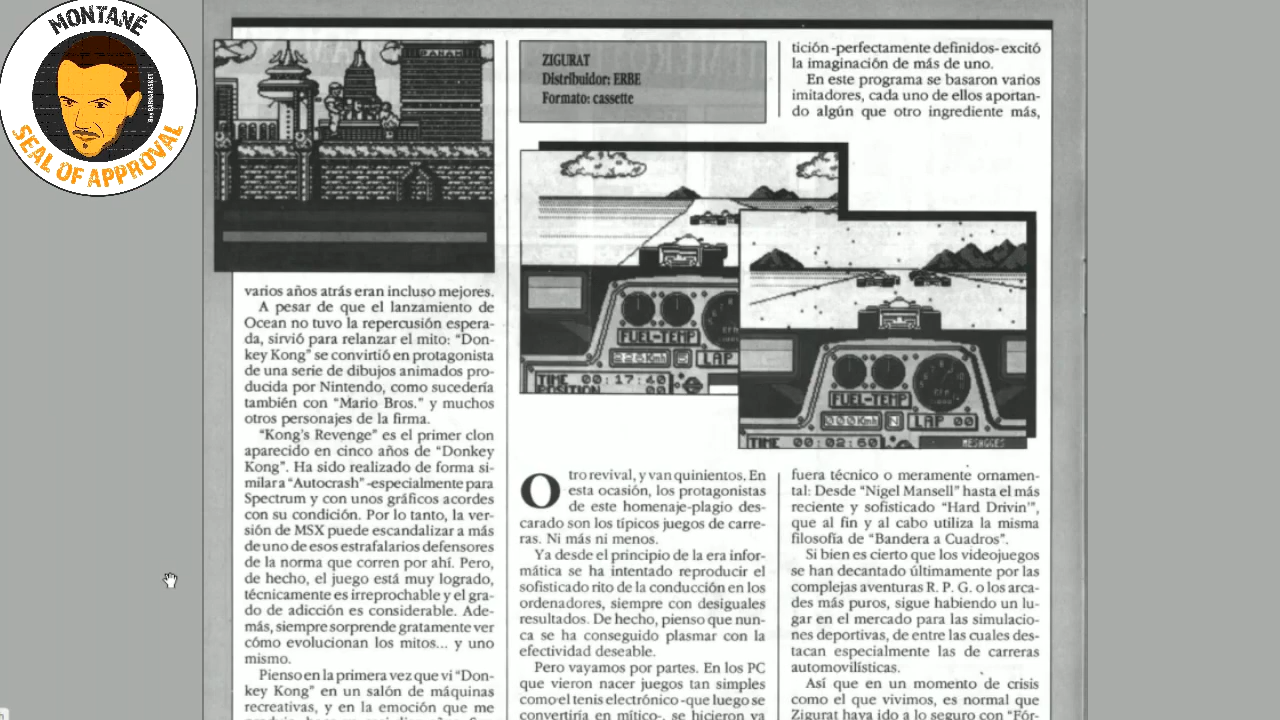 MONTANÉ
SEAL OF APPROVAL
varios años atrás eran incluso mejores.
A pesar de que el lanzamiento de
Ocean no tuvo la repercusión espera-
da, sirvió para relanzar el mito: “Don-
key Kong” se convirtió en protagonista
de una serie de dibujos animados pro-
ducida por Nintendo, como sucedería
también con “Mario Bros.” y muchos
otros personajes de la firma.
“Kong's Revenge” es el primer clon
aparecido en cinco años de “Donkey
Kong”. Ha sido realizado de forma si-
milar a “Autocrash” -especialmente para
Spectrum y con unos gráficos acordes
con su condición. Por lo tanto, la ver-
sión de MSX puede escandalizar a más
de uno de esos estrafalarios defensores
de la norma que corren por ahí. Pero,
de hecho, el juego está muy logrado,
técnicamente es irreprochable y el gra-
do de adicción es considerable. Ade-
más, siempre sorprende gratamente ver
cómo evolucionan los mitos... y uno
mismo.
Pienso en la primera vez que vi “Don-
key Kong” en un salón de máquinas
recreativas, y en la emoción que me
ZIGURAT
Distribuidor: ERBE
Formato: cassette
FUEL-TEMP
LAP
TIME 00:17:40
POSITION 00
FUEL-TEMP
000Km N LAP 00
TIME 00:02:60
MESAGGES
Otro revival, y van quinientos. En
esta ocasión, los protagonistas
de este homenaje-plagio des-
carado son los típicos juegos de carre-
ras. Ni más ni menos.
Ya desde el principio de la era infor-
mática se ha intentado reproducir el
sofisticado rito de la conducción en los
ordenadores, siempre con desiguales
resultados. De hecho, pienso que nun-
ca se ha conseguido plasmar con la
efectividad deseable.
Pero vayamos por partes. En los PC
que vieron nacer juegos tan simples
como el tenis electrónico -que luego se
convertiría en mítico-, se hicieron ya
tición -perfectamente definidos- excitó
la imaginación de más de uno.
En este programa se basaron varios
imitadores, cada uno de ellos aportan-
do algún que otro ingrediente más,
fuera técnico o meramente ornamen-
tal: Desde “Nigel Mansell” hasta el más
reciente y sofisticado “Hard Drivin'”,
que al fin y al cabo utiliza la misma
filosofía de “Bandera a Cuadros”.
Si bien es cierto que los videojuegos
se han decantado últimamente por las
complejas aventuras R. P. G. o los arca-
des más puros, sigue habiendo un lu-
gar en el mercado para las simulacio-
nes deportivas, de entre las cuales des-
tacan especialmente las de carreras
automovilísticas.
Así que en un momento de crisis
como el que vivimos, es normal que
Zigurat haya ido a lo seguro con “Fór-